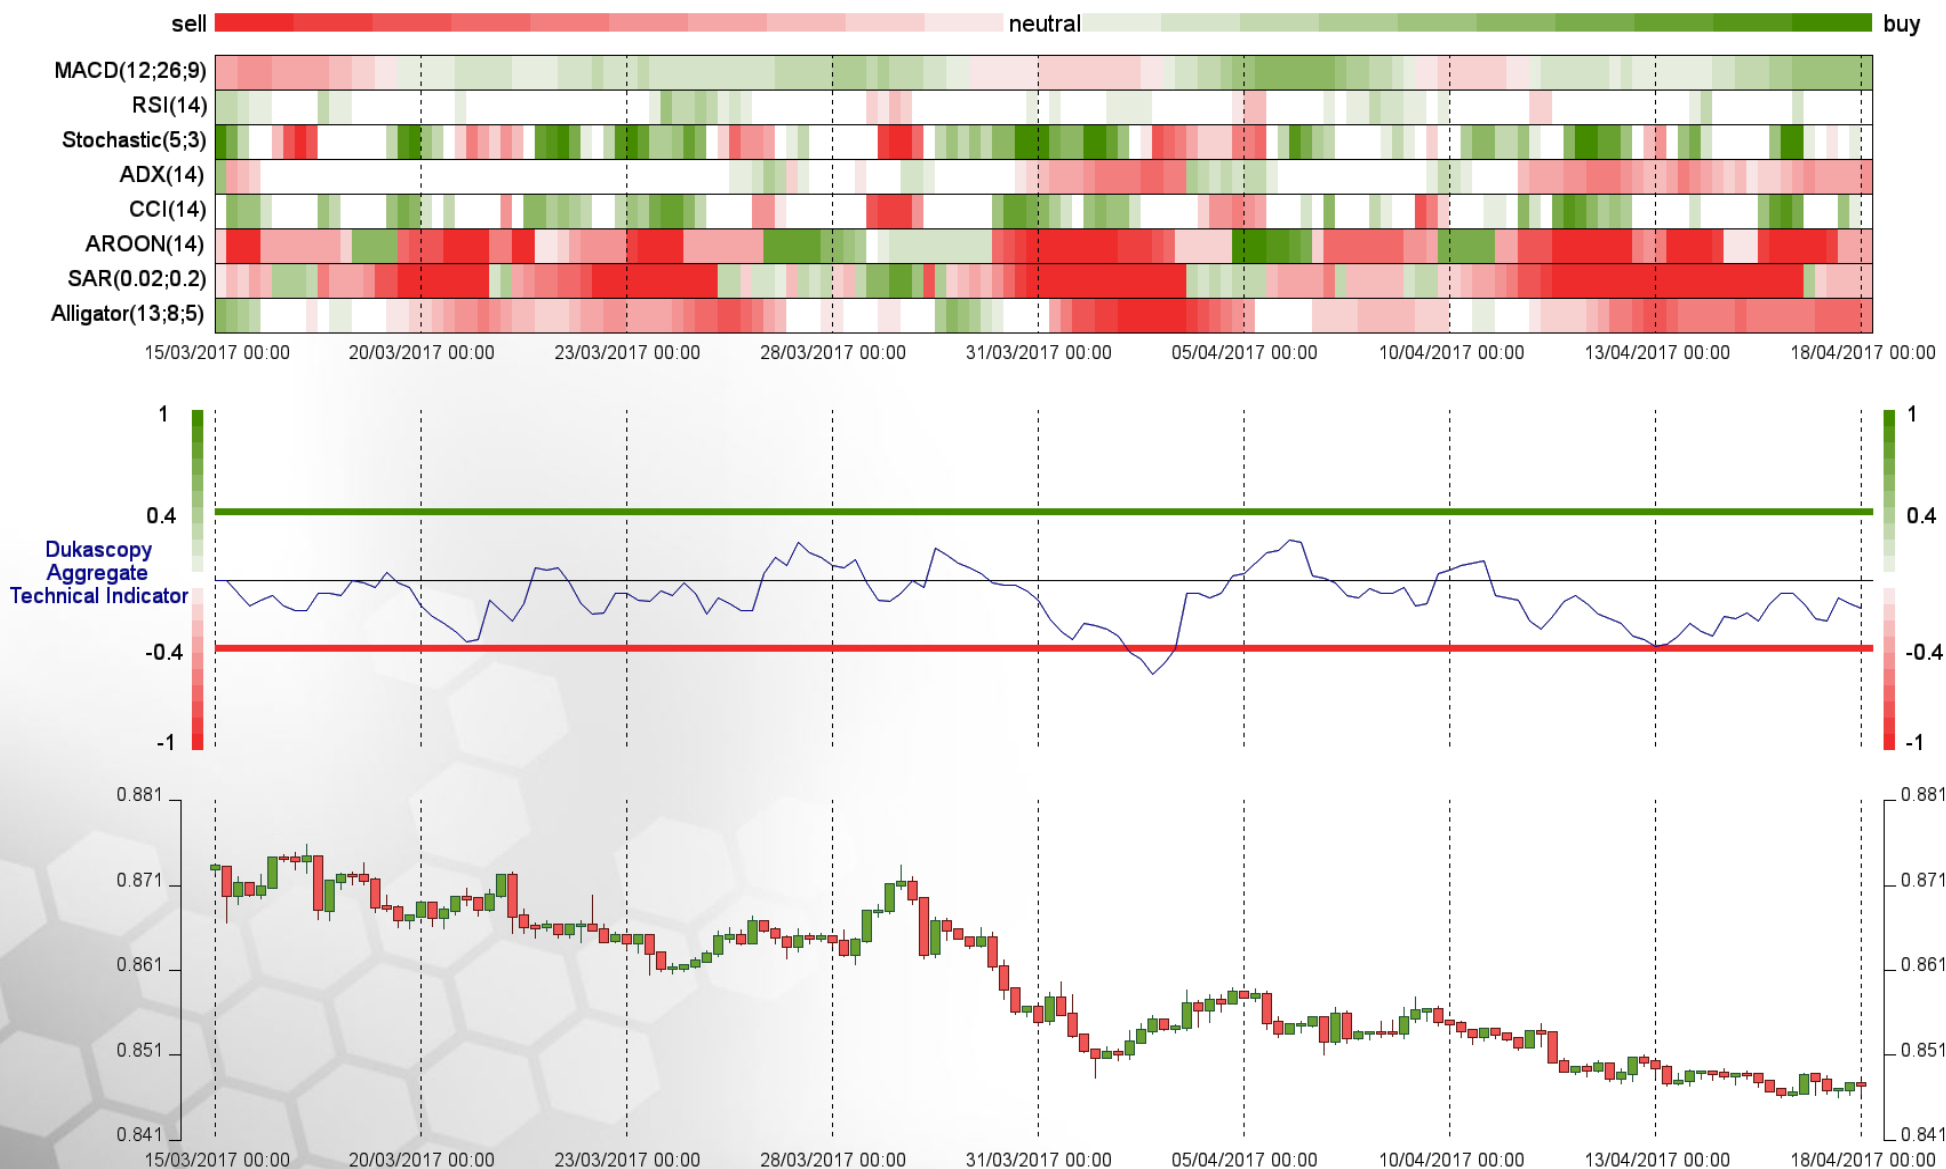 sell neutral buy
MACD(12;26;9)
RSI(14)
Stochastic(5;3)
ADX(14)
CCI(14)
AROON(14)
SAR(0.02;0.2)
Alligator(13;8;5)
15/03/2017 00:00 20/03/2017 00:00 23/03/2017 00:00 28/03/2017 00:00 31/03/2017 00:00 05/04/2017 00:00 10/04/2017 00:00 13/04/2017 00:00 18/04/2017 00:00
1 1
0.4 0.4
Dukascopy
Aggregate
Technical Indicator
-0.4 -0.4
-1 -1
0.881 0.881
0.871 0.871
0.861 0.861
0.851 0.851
0.841 0.841
15/03/2017 00:00 20/03/2017 00:00 23/03/2017 00:00 28/03/2017 00:00 31/03/2017 00:00 05/04/2017 00:00 10/04/2017 00:00 13/04/2017 00:00 18/04/2017 00:00